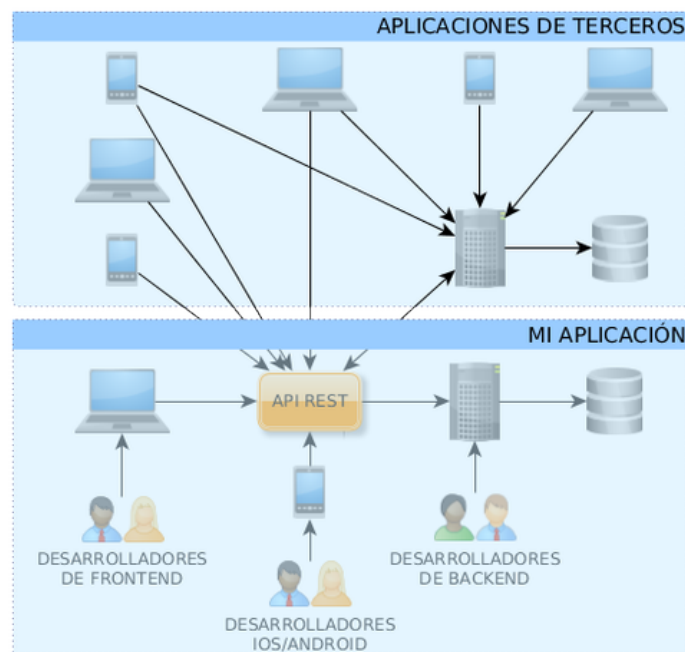 APLICACIONES DE TERCEROS
MI APLICACIÓN
API REST
DESARROLLADORES
DE FRONTEND
DESARROLLADORES
DE BACKEND
DESARROLLADORES
IOS/ANDROID